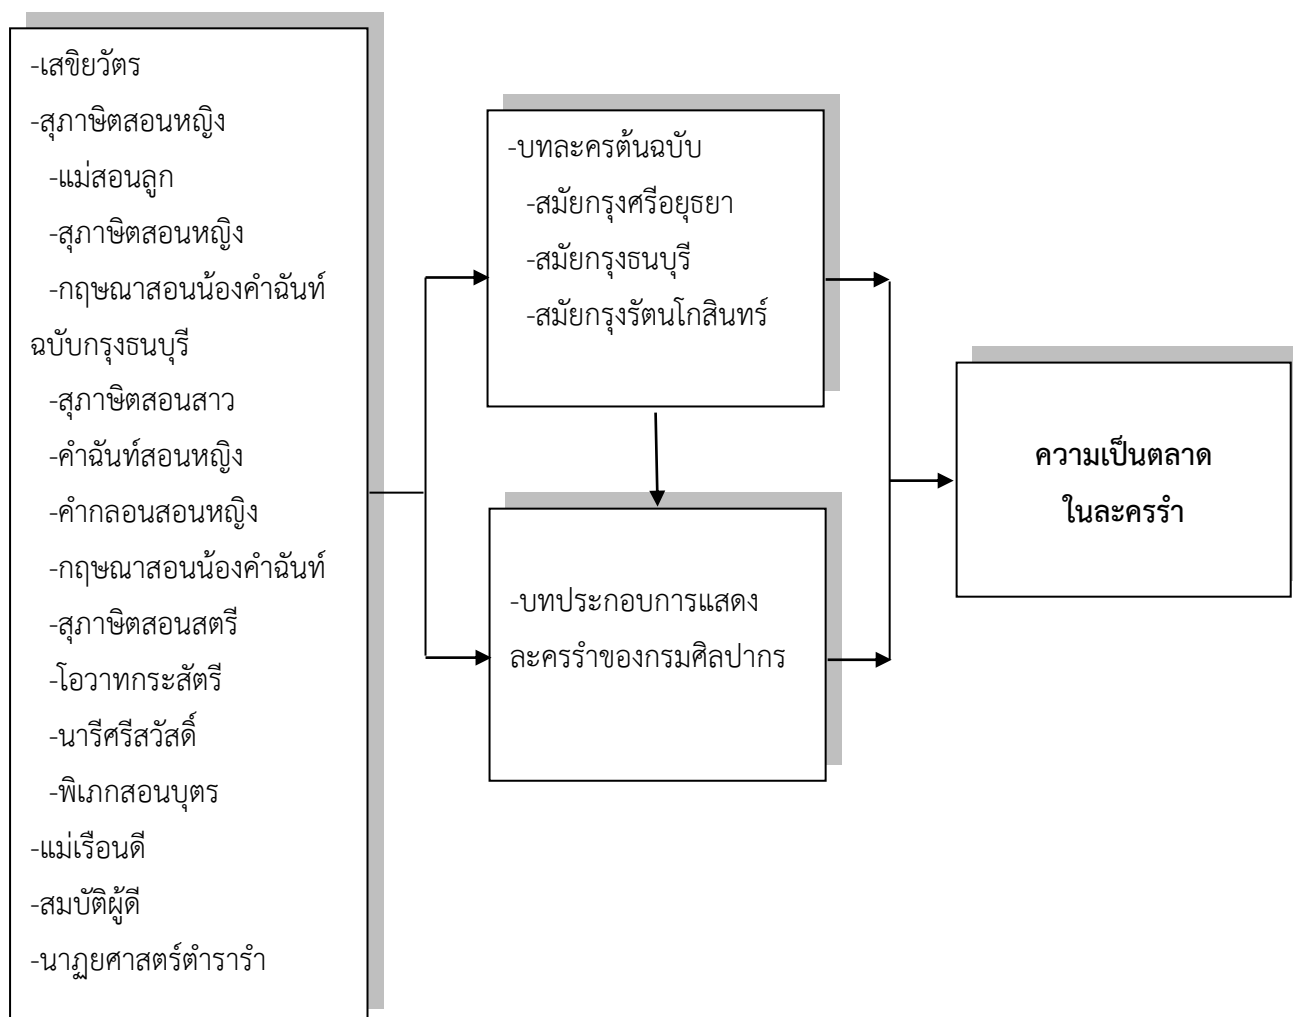 -เสขิยวัตร
-สุภาษิตสอนหญิง
-แม่สอนลูก
-สุภาษิตสอนหญิง
-กฤษณาสอนน้องคำฉันท์
ฉบับกรุงธนบุรี
-สุภาษิตสอนสาว
-คำฉันท์สอนหญิง
-คำกลอนสอนหญิง
-กฤษณาสอนน้องคำฉันท์
-สุภาษิตสอนสตรี
-โอวาทกระสัตรี
-นารีศรีสวัสดิ์
-พิเภกสอนบุตร
-แม่เรือนดี
-สมบัติผู้ดี
-นาฏยศาสตร์ตำรารำ
-บทละครต้นฉบับ
-สมัยกรุงศรีอยุธยา
-สมัยกรุงธนบุรี
-สมัยกรุงรัตนโกสินทร์
-บทประกอบการแสดง
ละครรำของกรมศิลปากร
ความเป็นตลาด
ในละครรำ